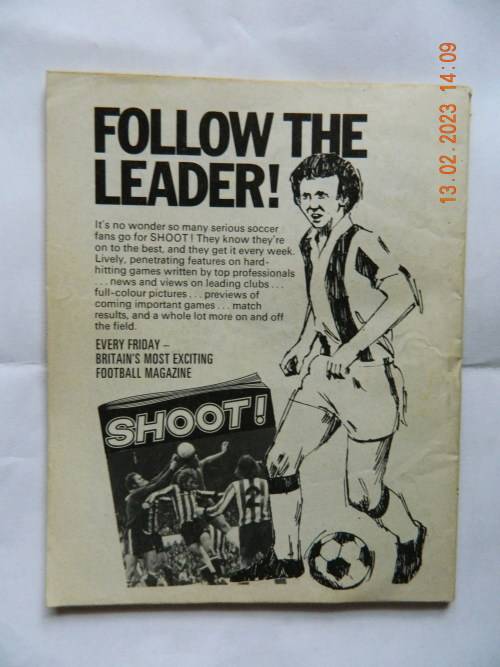 FOLLOW THE
LEADER!
It's no wonder so many serious soccer
fans go for SHOOT! They know they're
on to the best, and they get it every week.
Lively, penetrating features on hard-
hitting games written by top professionals
... news and views on leading clubs ...
full-colour pictures ... previews of
coming important games ... match
results, and a whole lot more on and off
the field.
EVERY FRIDAY –
BRITAIN'S MOST EXCITING
FOOTBALL MAGAZINE
SHOOT!
2
13.02.2023 14:09